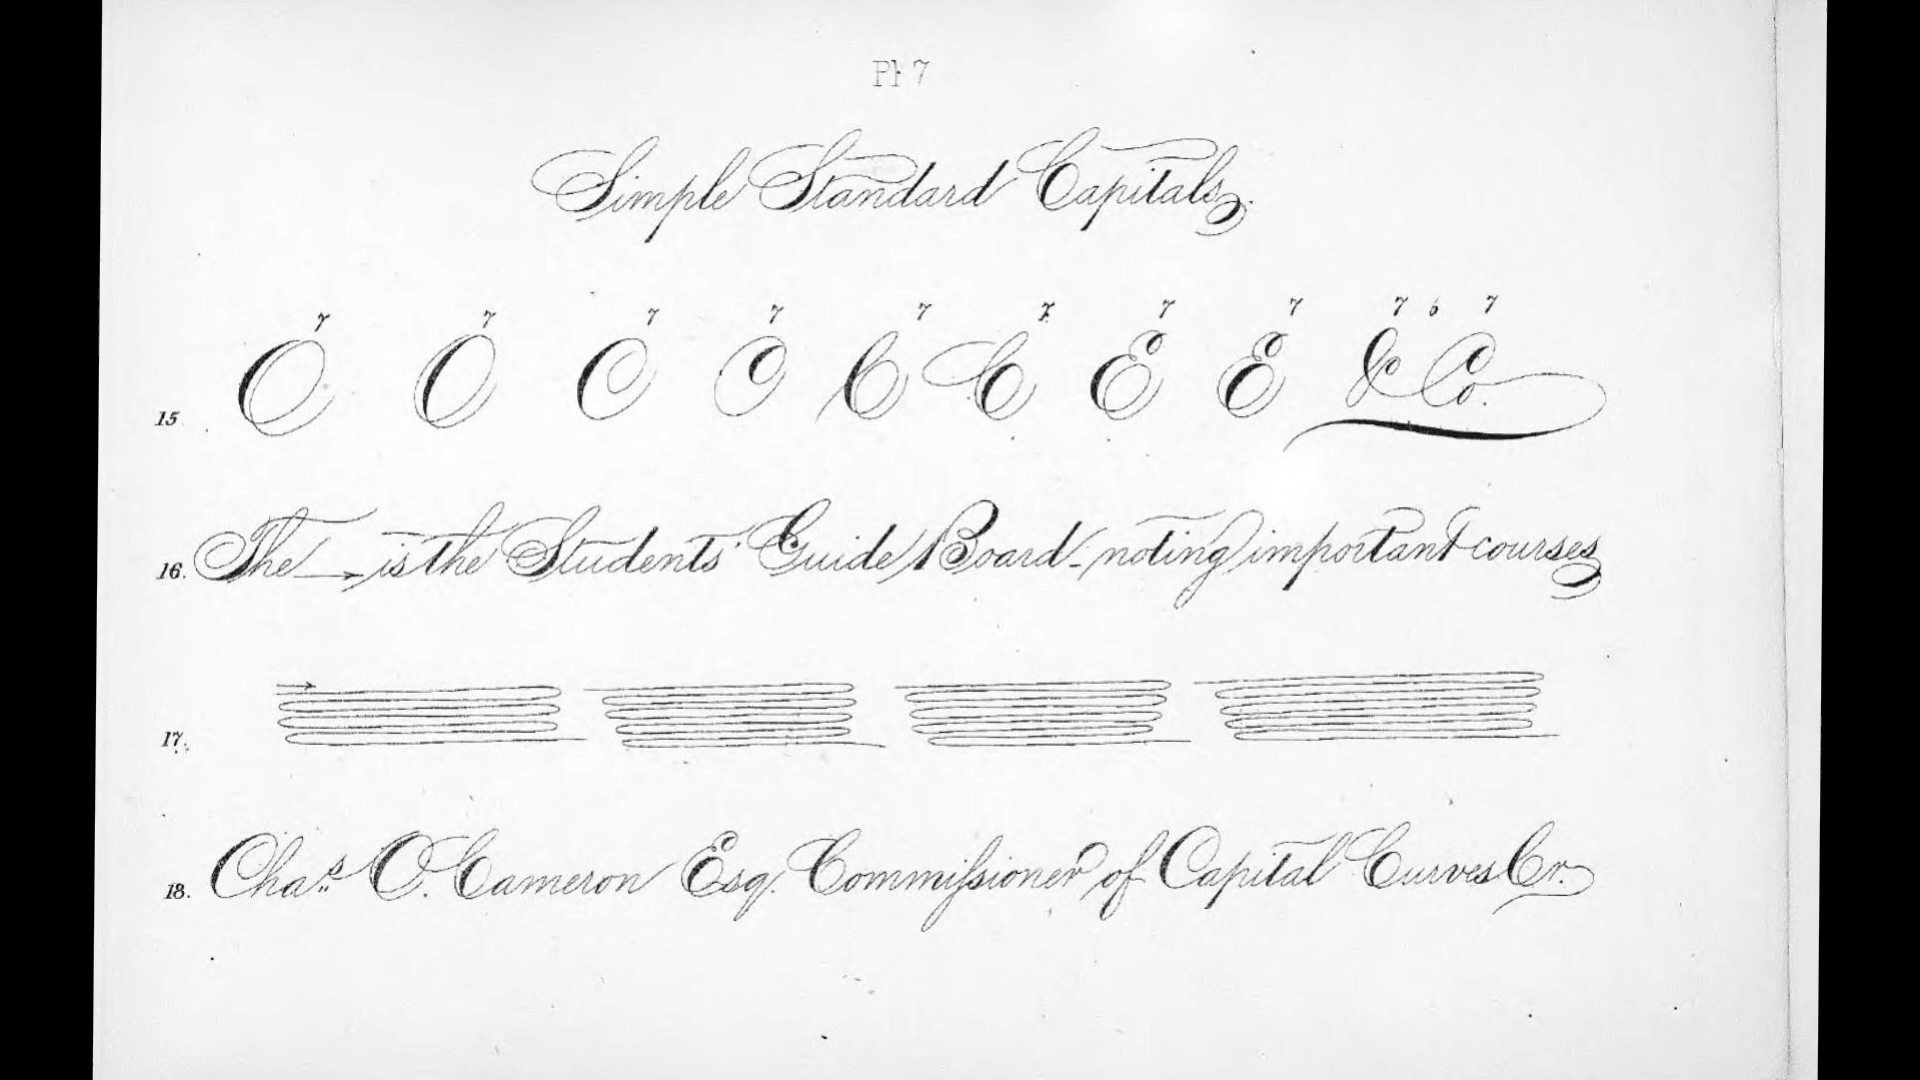 Pl 7
Simple Standard Capitals.
7 7 7 7 7 7 7 7 7 6 7
15. O O C C C C E E & Co.
16. The → is the Students' Guide Board - noting important courses
17.
18. Chas. O. Cameron Esq. Commissioner of Capital Curves Cr.